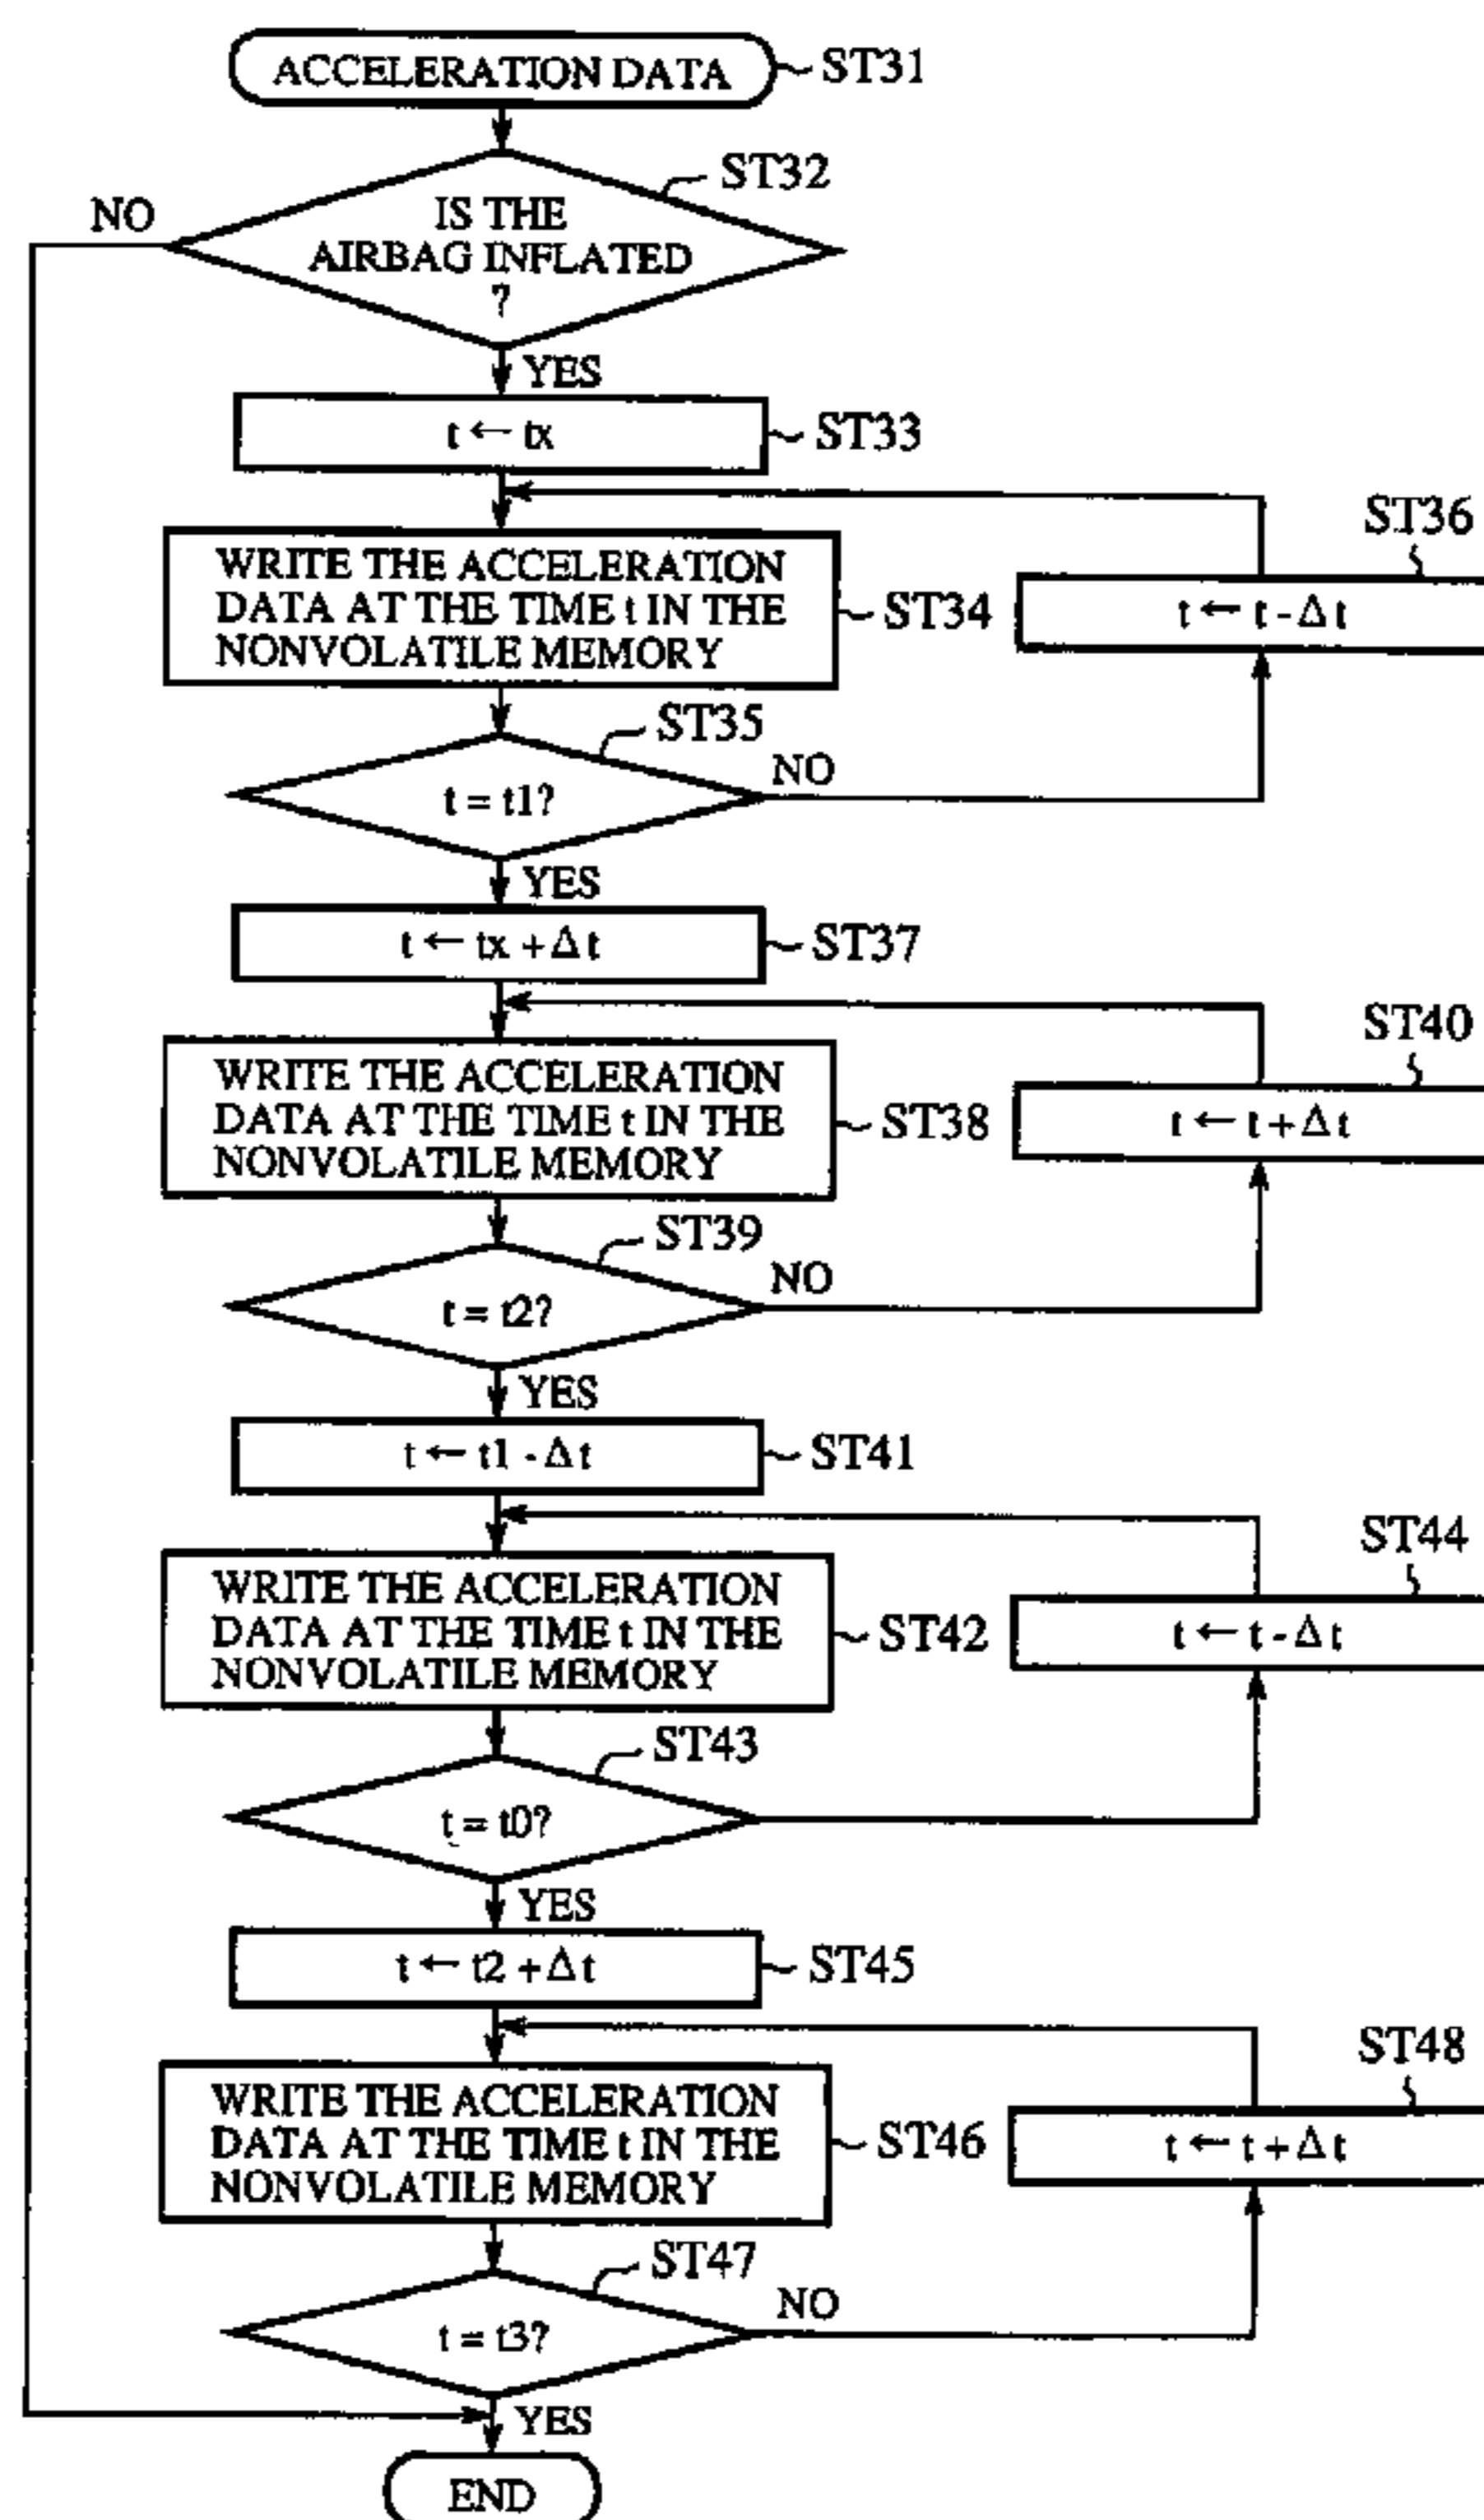 ACCELERATION DATA
ST31
ST32
NO
IS THE
AIRBAG INFLATED
?
YES
t ← tx
ST33
ST36
WRITE THE ACCELERATION
DATA AT THE TIME t IN THE
NONVOLATILE MEMORY
ST34
t ← t - Δt
ST35
NO
t = t1?
YES
t ← tx + Δt
ST37
ST40
WRITE THE ACCELERATION
DATA AT THE TIME t IN THE
NONVOLATILE MEMORY
ST38
t ← t + Δt
ST39
NO
t = t2?
YES
t ← t1 - Δt
ST41
ST44
WRITE THE ACCELERATION
DATA AT THE TIME t IN THE
NONVOLATILE MEMORY
ST42
t ← t - Δt
ST43
t = t0?
YES
t ← t2 + Δt
ST45
ST48
WRITE THE ACCELERATION
DATA AT THE TIME t IN THE
NONVOLATILE MEMORY
ST46
t ← t + Δt
ST47
NO
t = t3?
YES
END